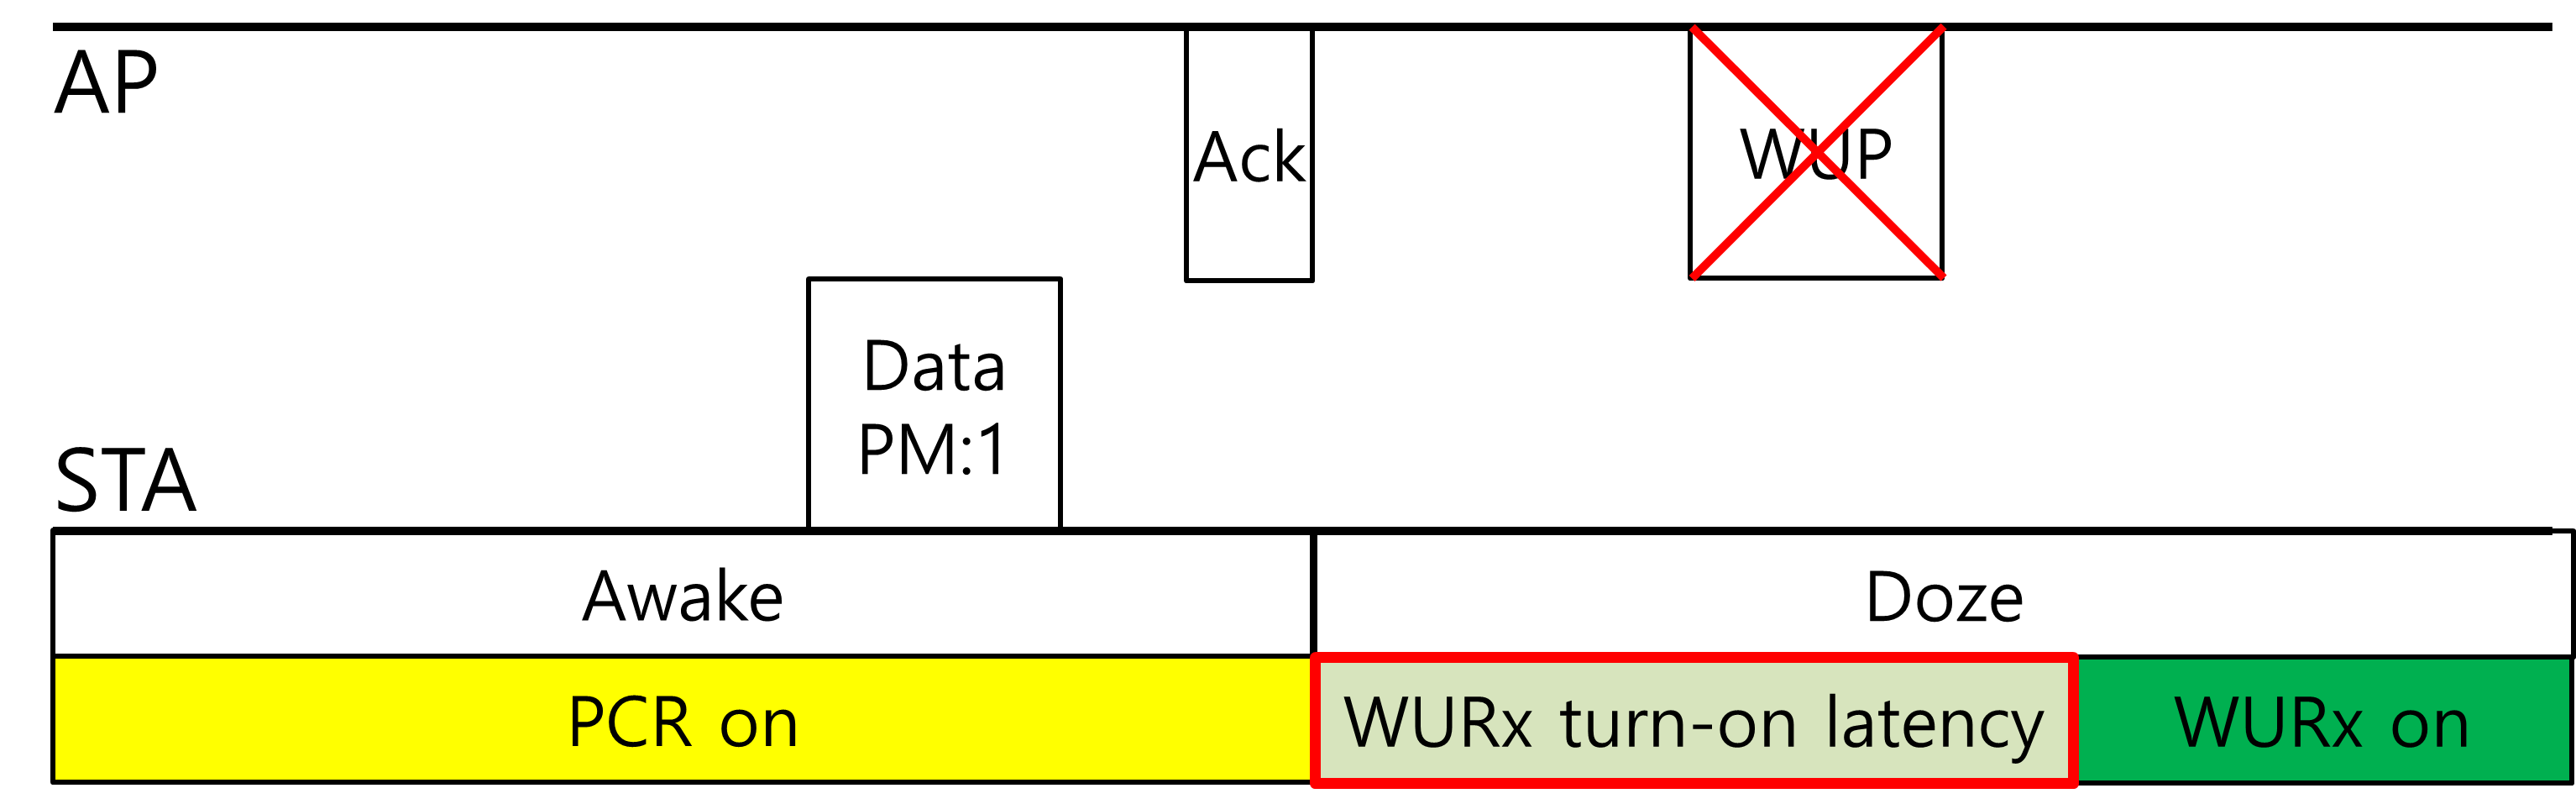 AP
Ack
WUP
Data
PM:1
STA
Awake
Doze
PCR on
WURx turn-on latency
WURx on